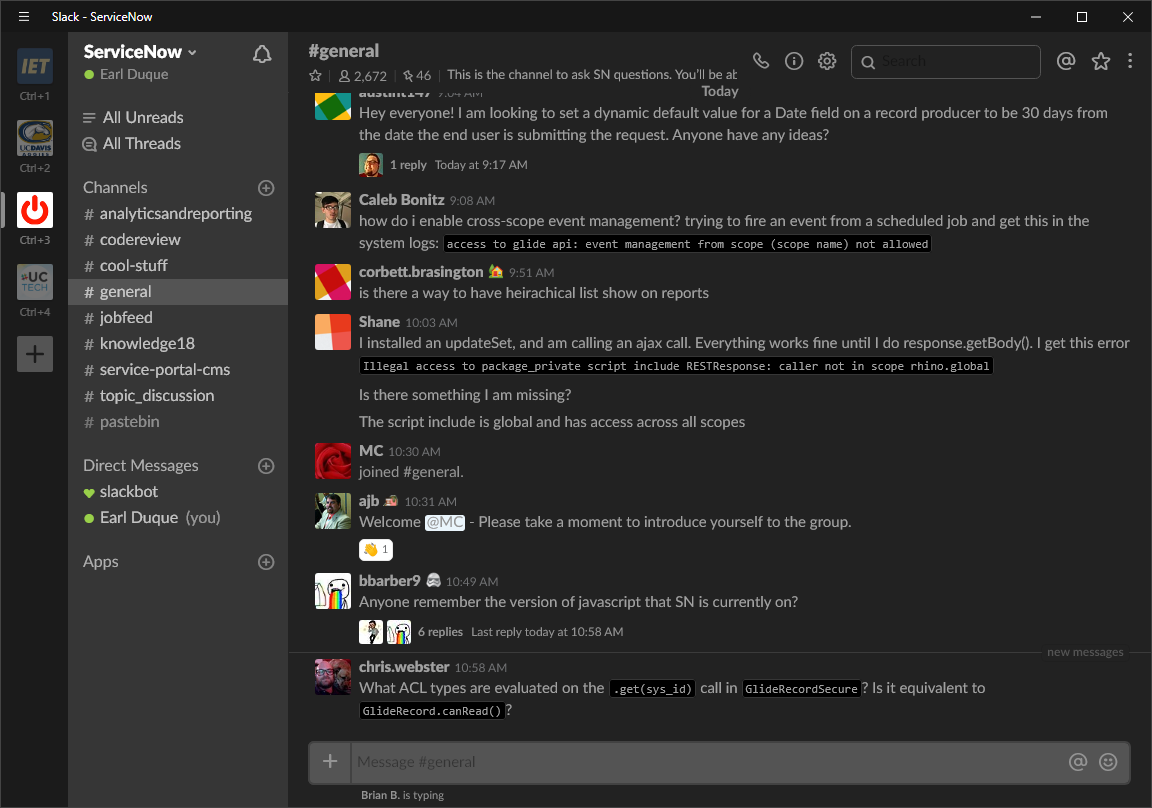 Slack - ServiceNow
IET
Ctrl+1
UCDAVIS
Ctrl+2
Ctrl+3
UC
TECH
Ctrl+4
ServiceNow
Earl Duque
All Unreads
All Threads
Channels
# analyticsandreporting
# codereview
# cool-stuff
# general
# jobfeed
# knowledge18
# service-portal-cms
# topic_discussion
# pastebin
Direct Messages
slackbot
Earl Duque (you)
Apps
#general
2,672
46
This is the channel to ask SN questions. You'll be ab
Search
Today
austint147 9:04 AM
Hey everyone! I am looking to set a dynamic default value for a Date field on a record producer to be 30 days from
the date the end user is submitting the request. Anyone have any ideas?
1 reply Today at 9:17 AM
Caleb Bonitz 9:08 AM
how do i enable cross-scope event management? trying to fire an event from a scheduled job and get this in the
system logs: access to glide api: event management from scope (scope name) not allowed
corbett.brasington 9:51 AM
is there a way to have heirachical list show on reports
Shane 10:03 AM
I installed an updateSet, and am calling an ajax call. Everything works fine until I do response.getBody(). I get this error
Illegal access to package_private script include RESTResponse: caller not in scope rhino.global
Is there something I am missing?
The script include is global and has access across all scopes
MC 10:30 AM
joined #general.
ajb 10:31 AM
Welcome @MC - Please take a moment to introduce yourself to the group.
1
bbarber9 10:49 AM
Anyone remember the version of javascript that SN is currently on?
6 replies Last reply today at 10:58 AM
new messages
chris.webster 10:58 AM
What ACL types are evaluated on the .get(sys_id) call in GlideRecordSecure? Is it equivalent to
GlideRecord.canRead()?
Message #general
Brian B. is typing